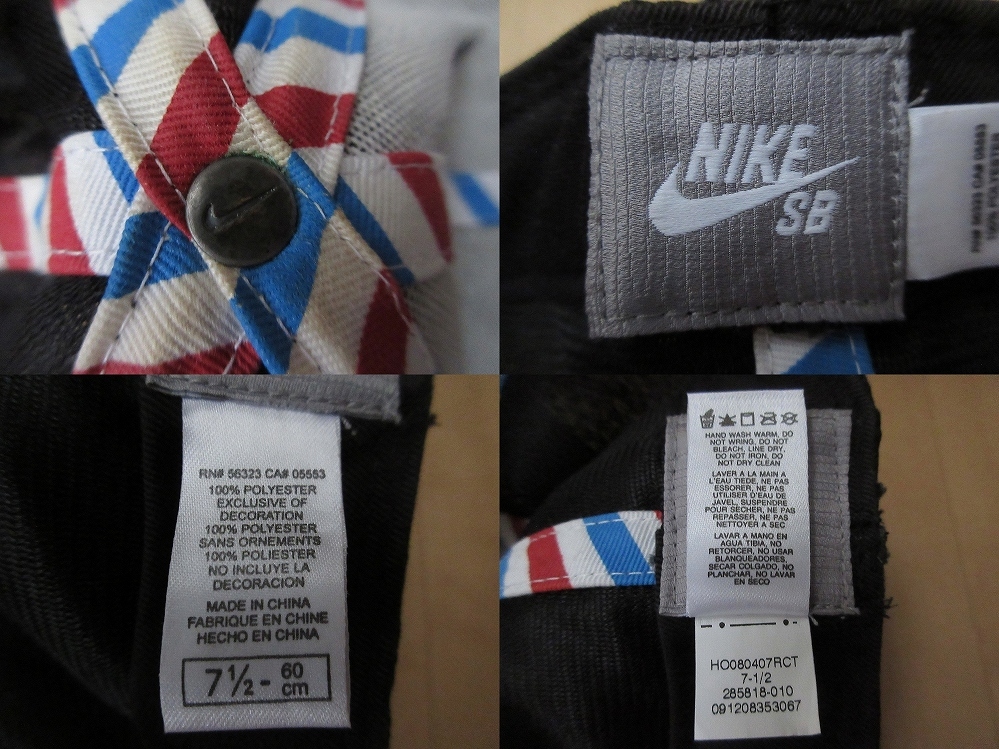 NIKE
SB
RN# 56323 CA# 05553
100% POLYESTER
EXCLUSIVE OF
DECORATION
100% POLYESTER
SANS ORNEMENTS
100% POLIESTER
NO INCLUYE LA
DECORACION
MADE IN CHINA
FABRIQUE EN CHINE
HECHO EN CHINA
7 ½ - 60 cm
HAND WASH WARM, DO
NOT WRING, DO NOT
BLEACH, LINE DRY,
DO NOT IRON, DO
NOT DRY CLEAN
LAVER A LA MAIN A
L'EAU TIEDE, NE PAS
ESSORER, NE PAS
UTILISER D'EAU DE
JAVEL, SUSPENDRE
POUR SECHER, NE PAS
REPASSER, NE PAS
NETTOYER A SEC
LAVAR A MANO EN
AGUA TIBIA, NO
RETORCER, NO USAR
BLANQUEADORES,
SECAR COLGADO, NO
PLANCHAR, NO LAVAR
EN SECO
HO080407RCT
7-1/2
285818-010
091208353067